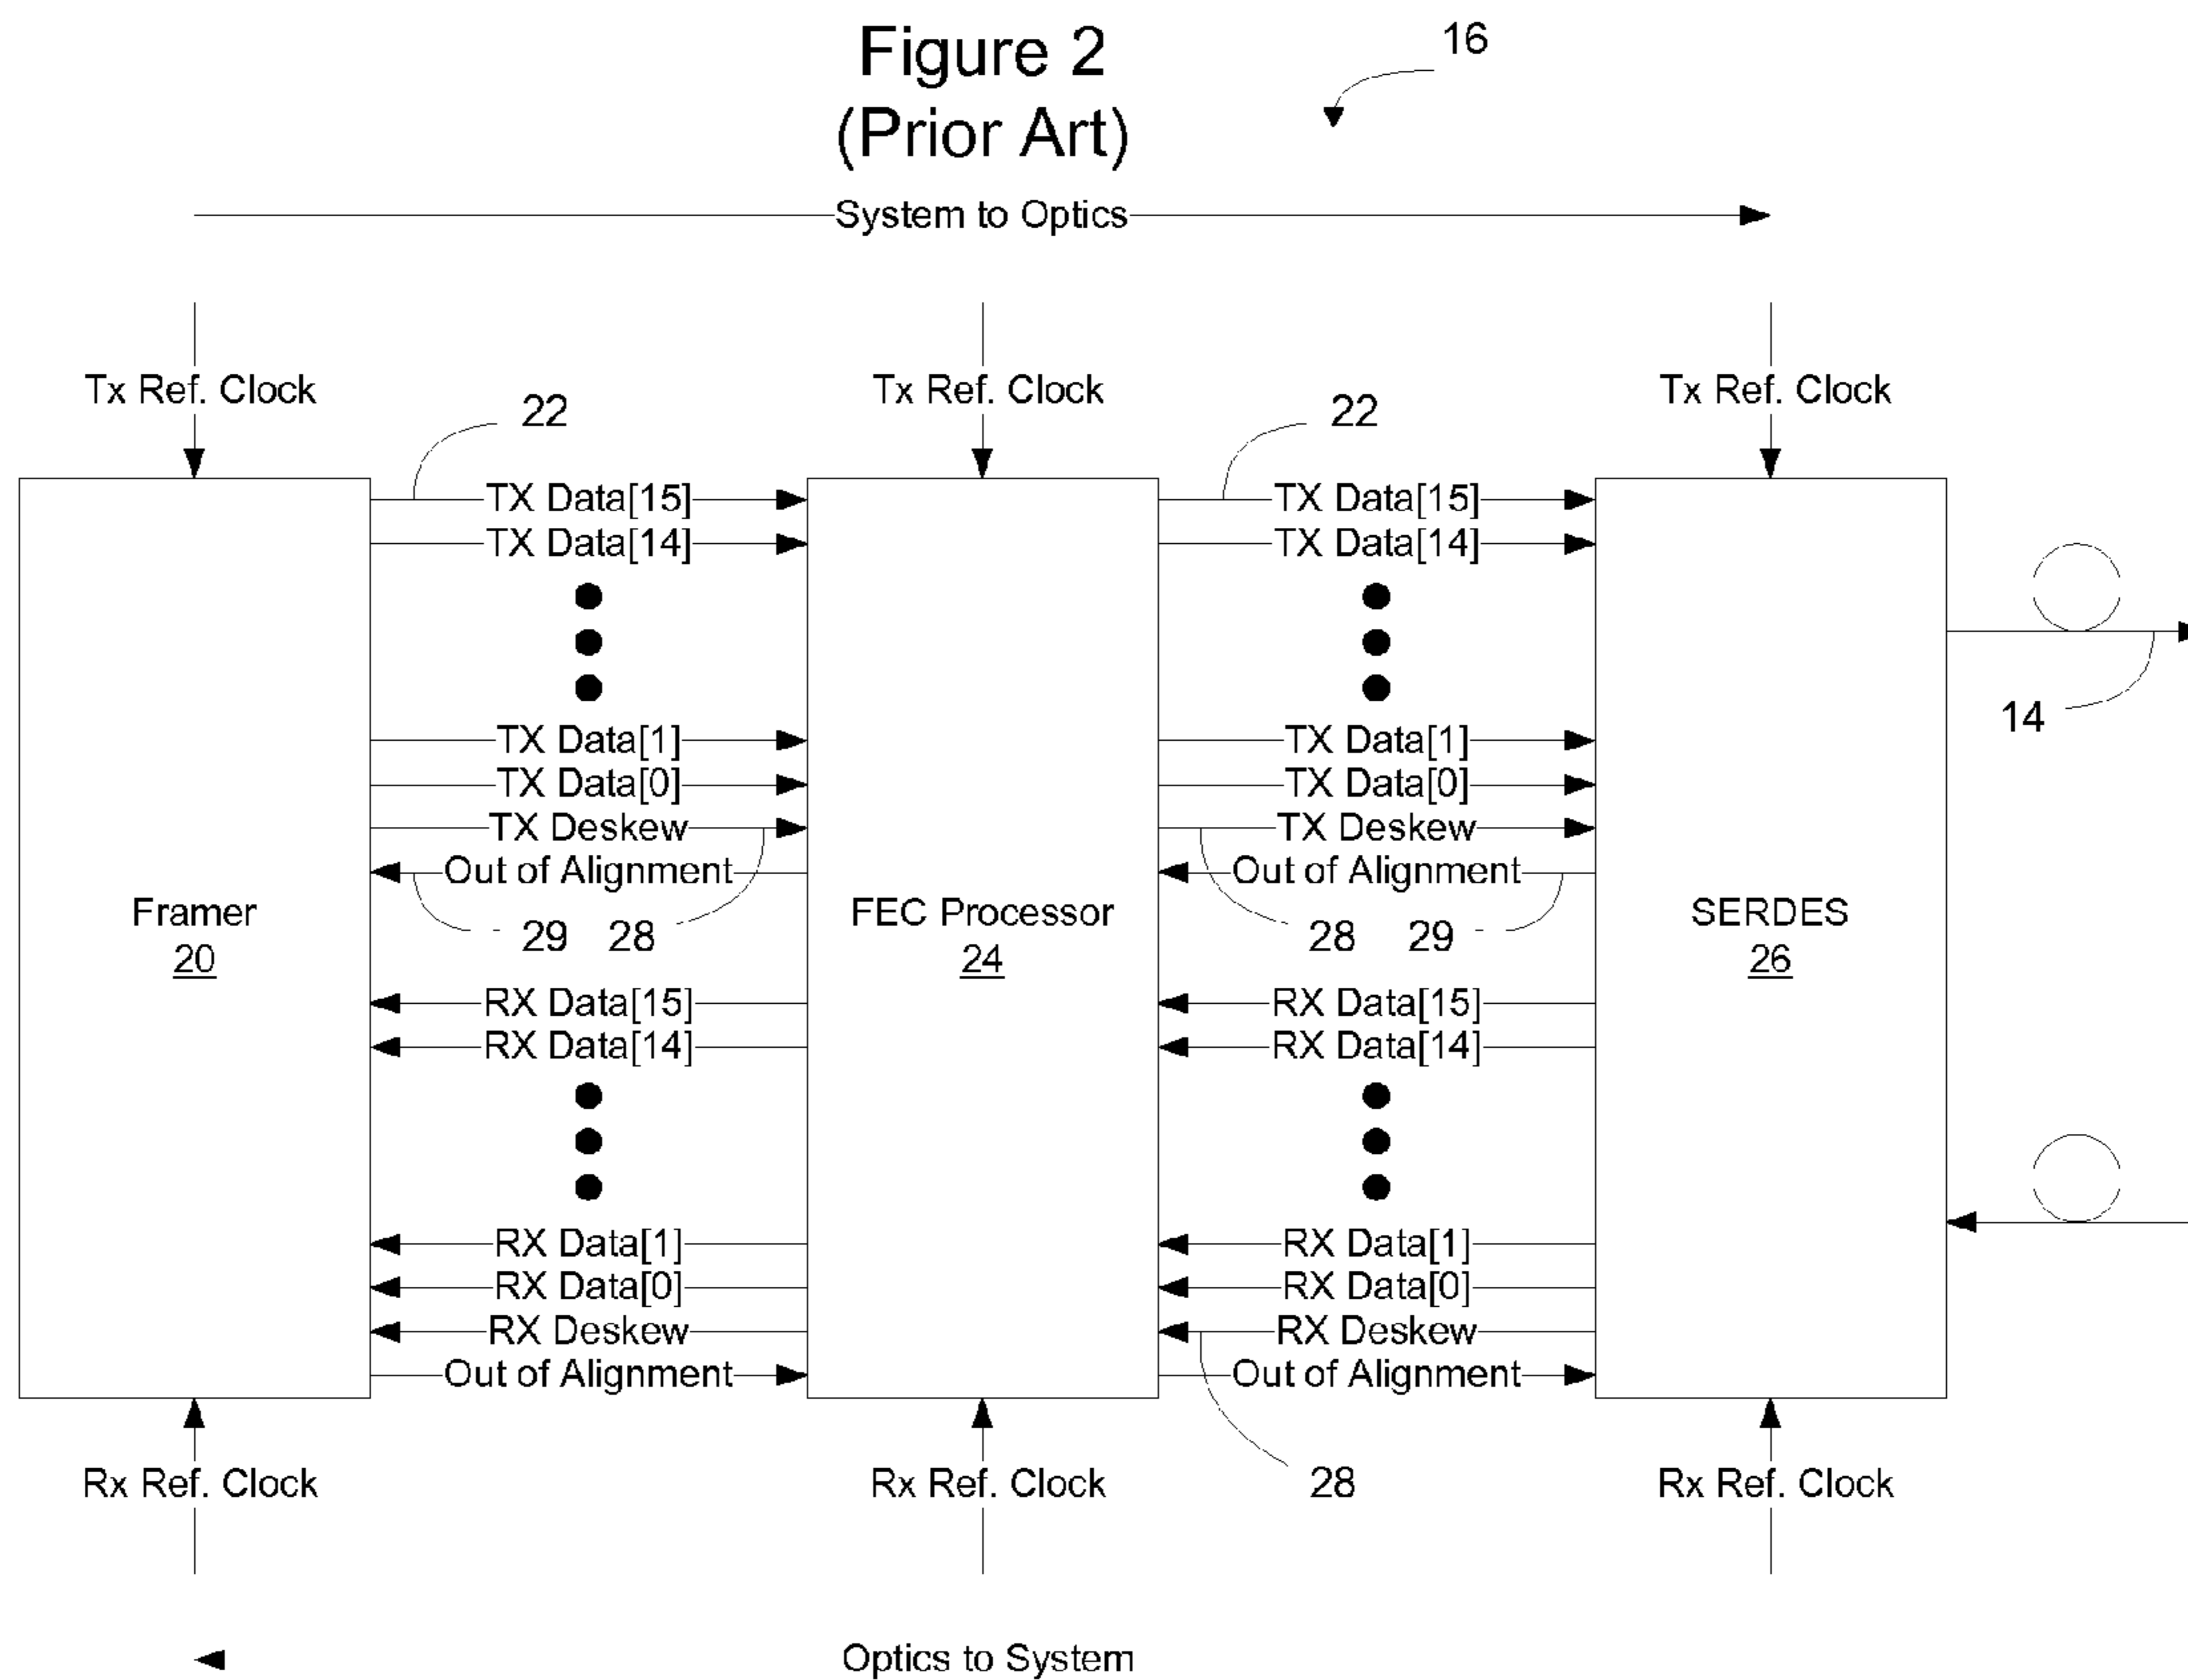 Figure 2
16
(Prior Art)
System to Optics
Tx Ref. Clock
Tx Ref. Clock
Tx Ref. Clock
22
22
TX Data[15]
TX Data[15]
TX Data[14]
TX Data[14]
14
TX Data[1]
TX Data[1]
TX Data[0]
TX Data[0]
TX Deskew
TX Deskew
Out of Alignment
Out of Alignment
Framer
FEC Processor
SERDES
29
28
28
29
20
24
26
RX Data[15]
RX Data[15]
RX Data[14]
RX Data[14]
RX Data[1]
RX Data[1]
RX Data[0]
RX Data[0]
RX Deskew
RX Deskew
Out of Alignment
Out of Alignment
Rx Ref. Clock
Rx Ref. Clock
28
Rx Ref. Clock
Optics to System